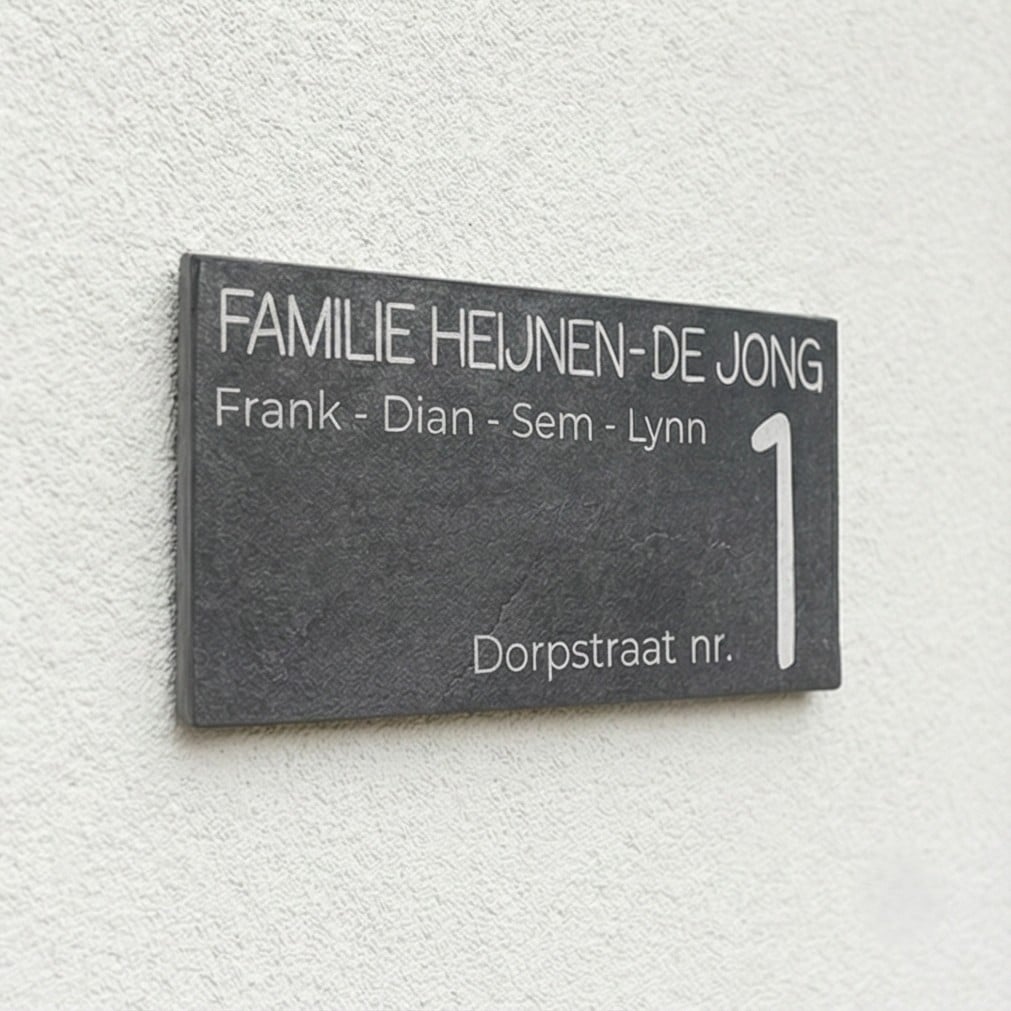 FAMILIE HEIJNEN-DE JONG
Frank - Dian - Sem - Lynn
Dorpstraat nr. 1